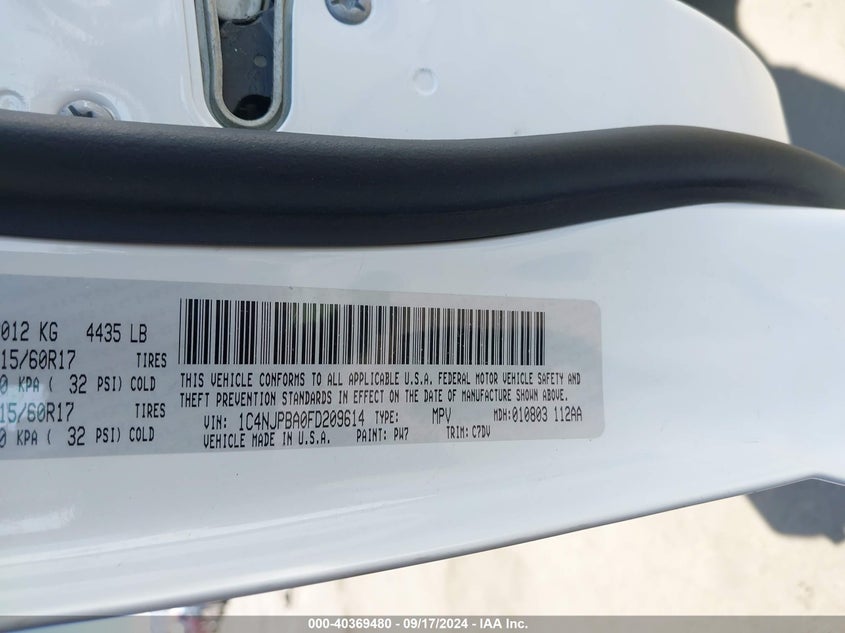 012 KG 4435 LB
15/60R17 TIRES
0 KPA ( 32 PSI) COLD
15/60R17 TIRES
0 KPA ( 32 PSI) COLD
THIS VEHICLE CONFORMS TO ALL APPLICABLE U.S.A. FEDERAL MOTOR VEHICLE SAFETY AND
THEFT PREVENTION STANDARDS IN EFFECT ON THE DATE OF MANUFACTURE SHOWN ABOVE.
VIN: 1C4NJPBA0FD209614 TYPE: MPV MDH:010803 112AA
VEHICLE MADE IN U.S.A. PAINT: PW7 TRIM: C7DV
000-40369480 - 09/17/2024 - IAA Inc.